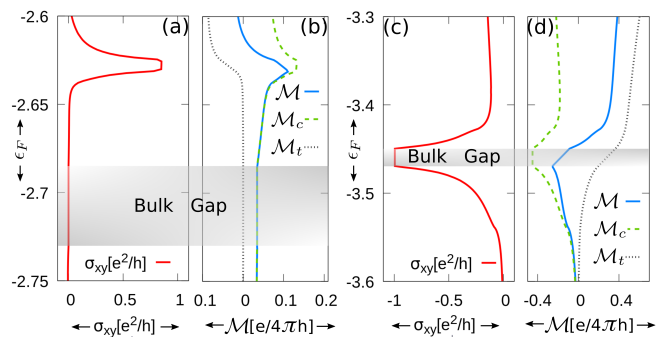 (a)
-2.6
-2.65
-2.7
-2.75
ϵF
Bulk Gap
σxy[e²/h]
0 0.5 1
σxy[e²/h]
(b)
ℳ
ℳc
ℳt
0.1 0 0.1 0.2
ℳ[e/4πh]
(c)
-3.3
-3.4
-3.5
-3.6
ϵF
Bulk Gap
σxy[e²/h]
-1 -0.5 0
σxy[e²/h]
(d)
ℳ
ℳc
ℳt
-0.4 0 0.4
ℳ[e/4πh]